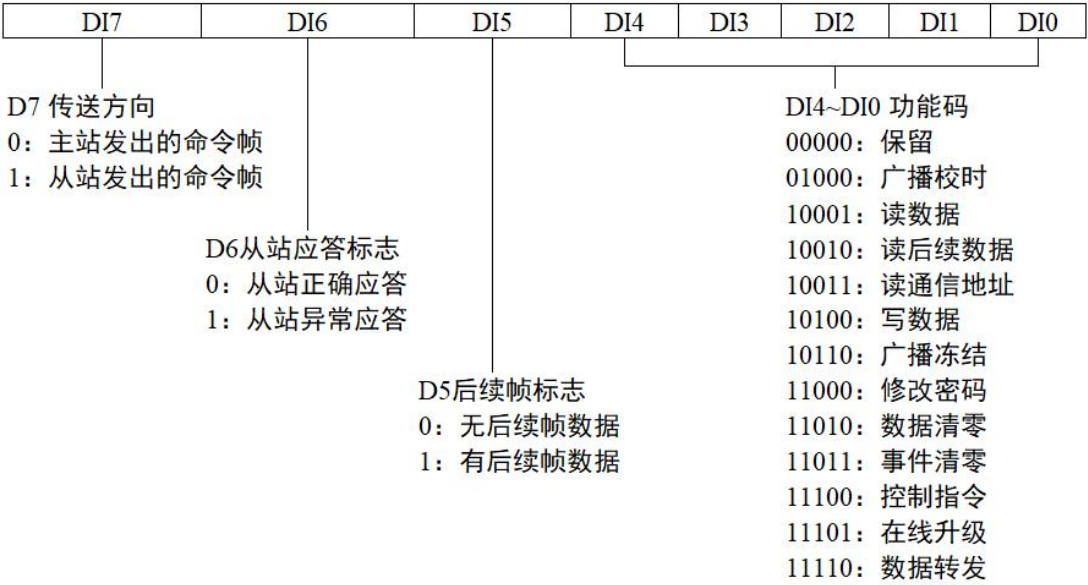 DI7 DI6 DI5 DI4 DI3 DI2 DI1 DI0
D7 传送方向
0：主站发出的命令帧
1：从站发出的命令帧
D6从站应答标志
0：从站正确应答
1：从站异常应答
D5后续帧标志
0：无后续帧数据
1：有后续帧数据
DI4~DI0 功能码
00000：保留
01000：广播校时
10001：读数据
10010：读后续数据
10011：读通信地址
10100：写数据
10110：广播冻结
11000：修改密码
11010：数据清零
11011：事件清零
11100：控制指令
11101：在线升级
11110：数据转发